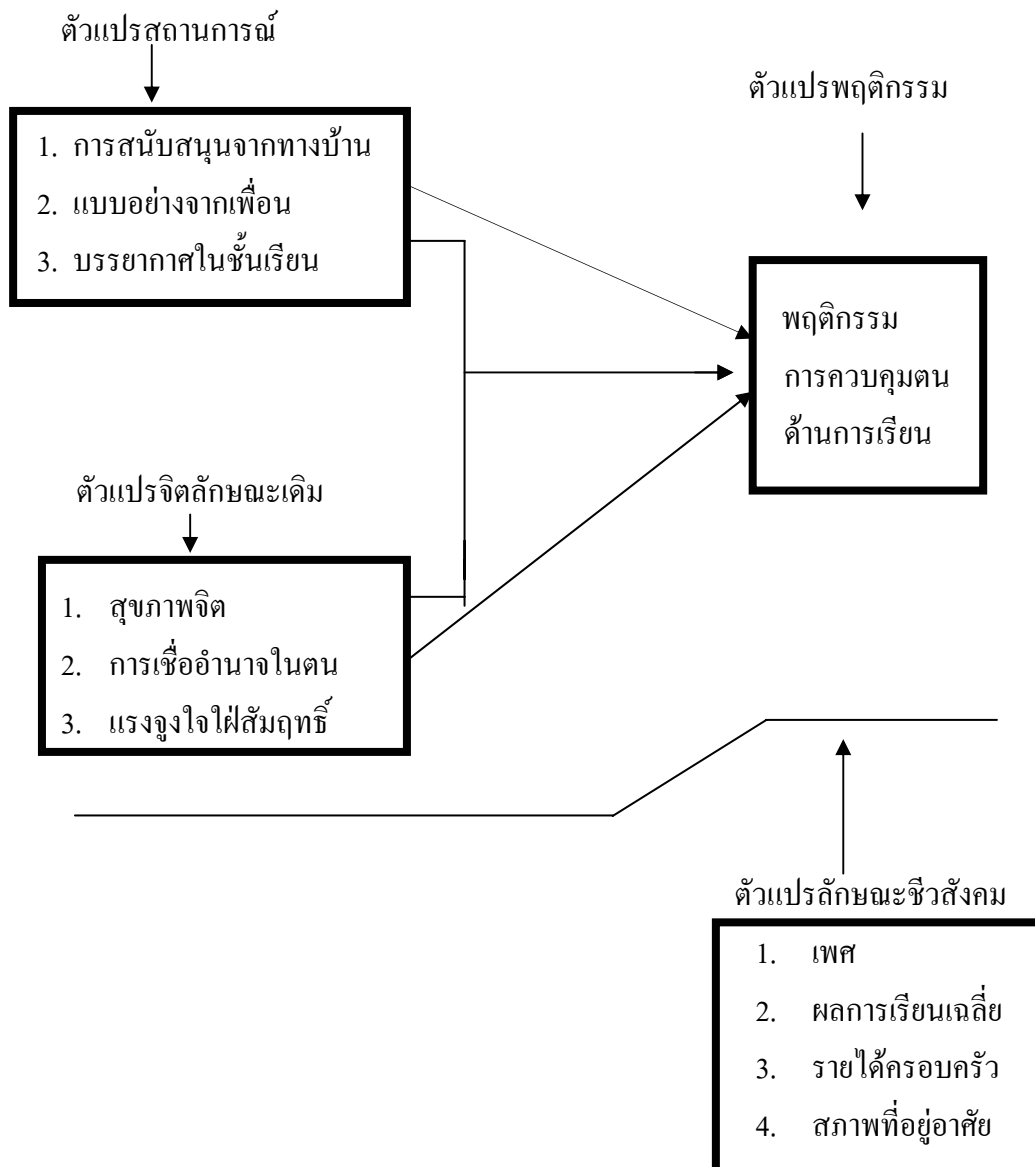 ตัวแปรสถานการณ์
1. การสนับสนุนจากทางบ้าน
2. แบบอย่างจากเพื่อน
3. บรรยากาศในชั้นเรียน
ตัวแปรพฤติกรรม
พฤติกรรม
การควบคุมตน
ด้านการเรียน
ตัวแปรจิตลักษณะเดิม
1. สุขภาพจิต
2. การเชื่ออำนาจในตน
3. แรงจูงใจใฝ่สัมฤทธิ์
ตัวแปรลักษณะชีวสังคม
1. เพศ
2. ผลการเรียนเฉลี่ย
3. รายได้ครอบครัว
4. สภาพที่อยู่อาศัย